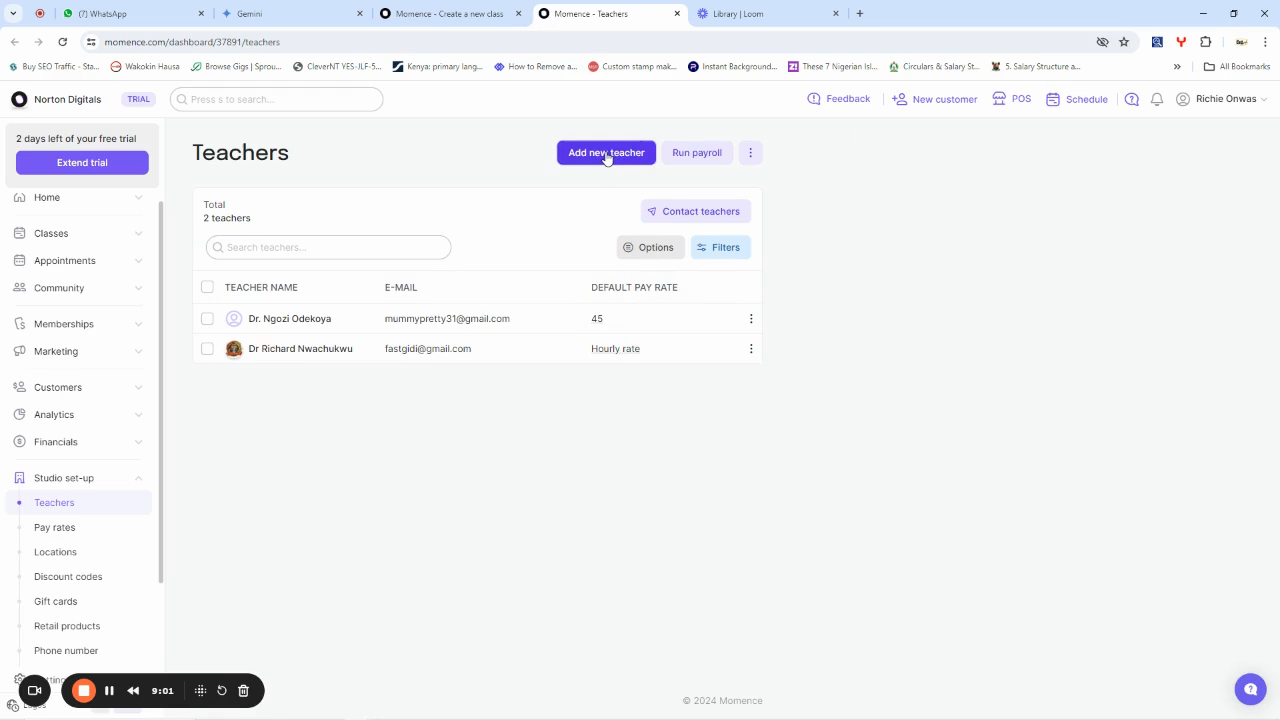 (7) WhatsApp
Gemini
Momence - Create a new class
Momence - Teachers
Library | Loom
momence.com/dashboard/37891/teachers
Buy SEO Traffic - Sta...
Wakokin Hausa
Browse Gigs | Sprou...
CleverNT YES-JLF-5...
Kenya: primary lang...
How to Remove a...
Custom stamp mak...
Instant Background...
These 7 Nigerian Isl...
Circulars & Salary St...
5. Salary Structure a...
All Bookmarks
Norton Digitals TRIAL
Press s to search...
Feedback
New customer
POS
Schedule
Richie Onwas
2 days left of your free trial
Extend trial
Home
Classes
Appointments
Community
Memberships
Marketing
Customers
Analytics
Financials
Studio set-up
Teachers
Pay rates
Locations
Discount codes
Gift cards
Retail products
Phone number
9:01
Teachers
Add new teacher
Run payroll
Total
2 teachers
Contact teachers
Search teachers...
Options
Filters
TEACHER NAME E-MAIL DEFAULT PAY RATE
Dr. Ngozi Odekoya mummypretty31@gmail.com 45
Dr Richard Nwachukwu fastgidi@gmail.com Hourly rate
© 2024 Momence